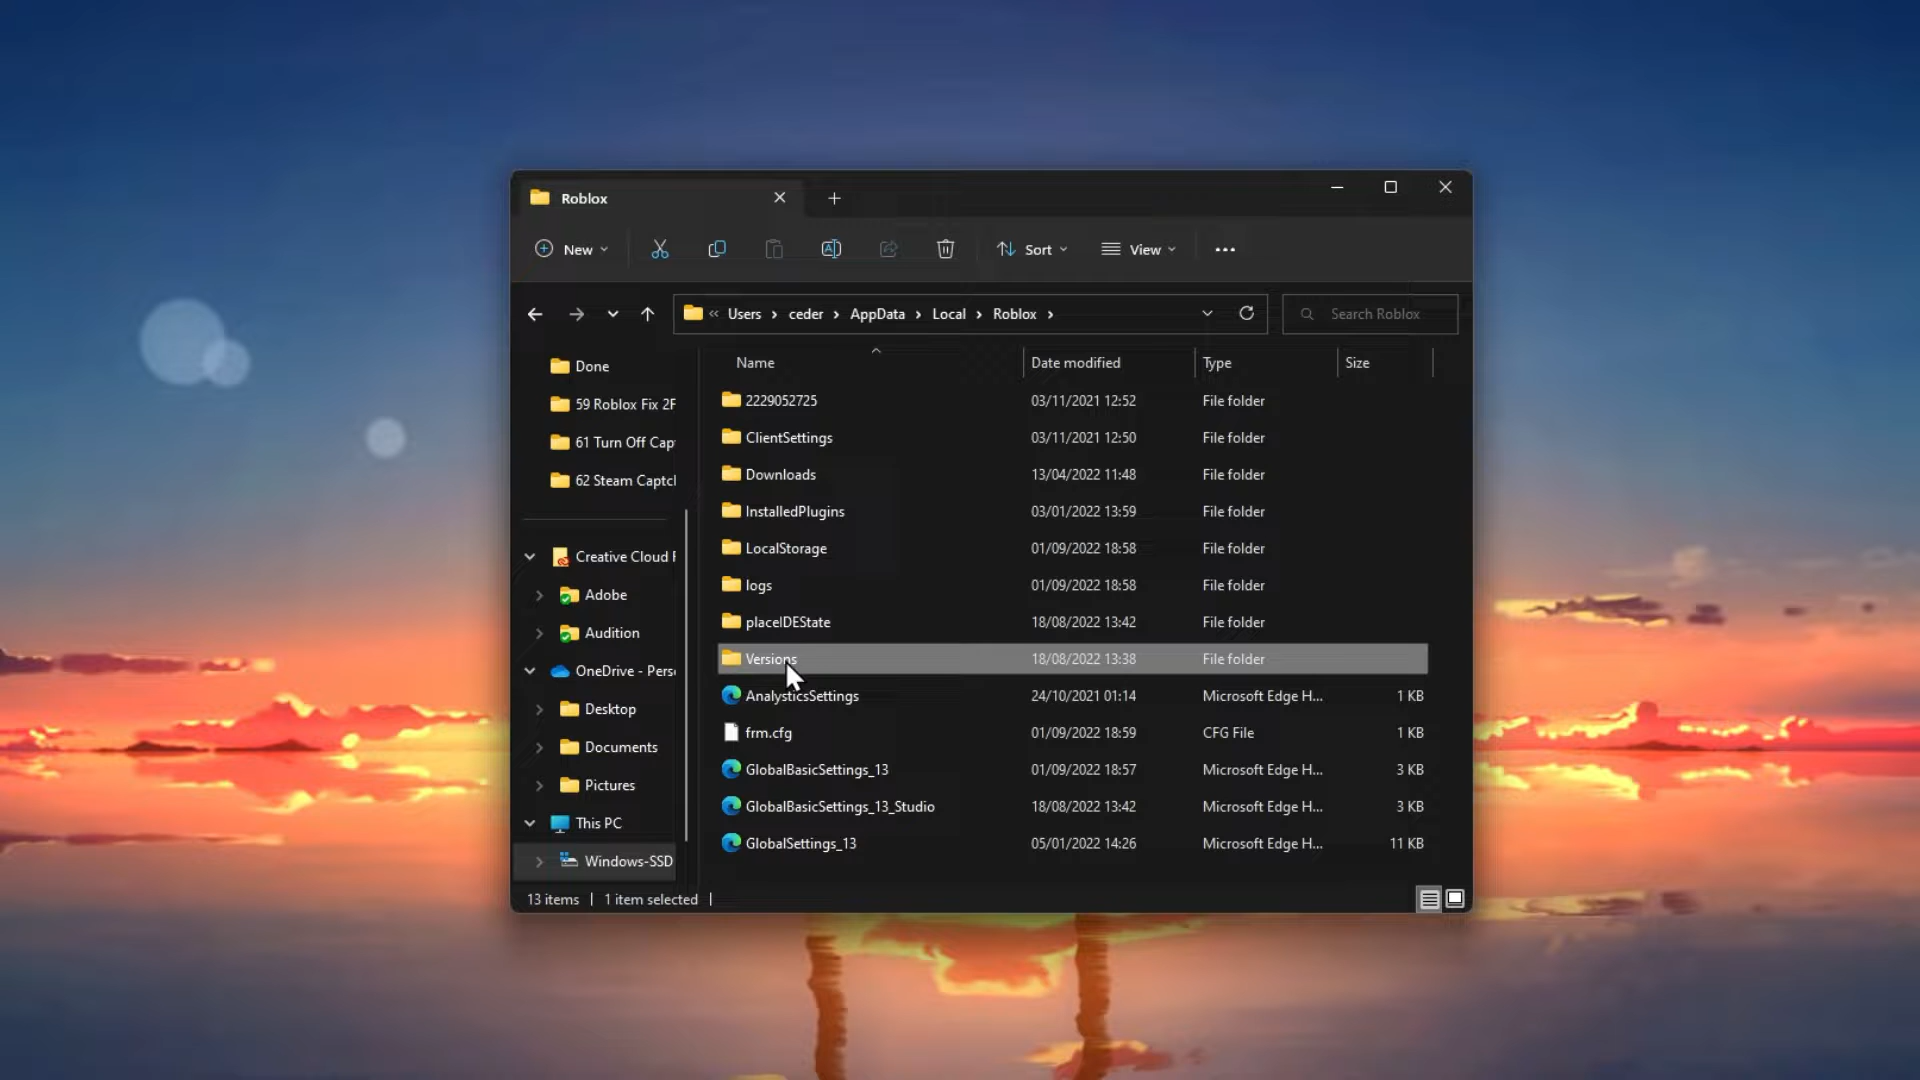 Roblox
New
Sort
View
« Users › ceder › AppData › Local › Roblox ›
Search Roblox
Done
59 Roblox Fix 2F
61 Turn Off Cap
62 Steam Captc
Creative Cloud F
Adobe
Audition
OneDrive - Pers
Desktop
Documents
Pictures
This PC
Windows-SSD
Name Date modified Type Size
2229052725 03/11/2021 12:52 File folder
ClientSettings 03/11/2021 12:50 File folder
Downloads 13/04/2022 11:48 File folder
InstalledPlugins 03/01/2022 13:59 File folder
LocalStorage 01/09/2022 18:58 File folder
logs 01/09/2022 18:58 File folder
placeIDEState 18/08/2022 13:42 File folder
Versions 18/08/2022 13:38 File folder
AnalysticsSettings 24/10/2021 01:14 Microsoft Edge H... 1 KB
frm.cfg 01/09/2022 18:59 CFG File 1 KB
GlobalBasicSettings_13 01/09/2022 18:57 Microsoft Edge H... 3 KB
GlobalBasicSettings_13_Studio 18/08/2022 13:42 Microsoft Edge H... 3 KB
GlobalSettings_13 05/01/2022 14:26 Microsoft Edge H... 11 KB
13 items | 1 item selected |